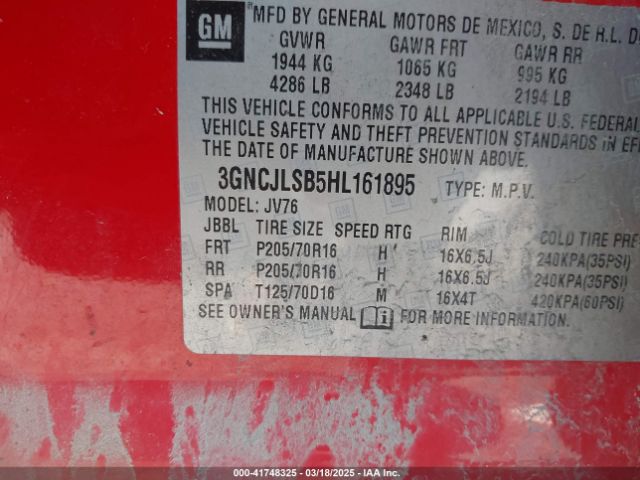 GM
MFD BY GENERAL MOTORS DE MEXICO, S. DE R.L. D
GVWR GAWR FRT GAWR RR
1944 KG 1065 KG 995 KG
4286 LB 2348 LB 2194 LB
THIS VEHICLE CONFORMS TO ALL APPLICABLE U.S. FEDERAL
VEHICLE SAFETY AND THEFT PREVENTION STANDARDS IN EFF
THE DATE OF MANUFACTURE SHOWN ABOVE.
3GNCJLSB5HL161895 TYPE: M.P.V.
MODEL: JV76
JBBL TIRE SIZE SPEED RTG RIM COLD TIRE PRE
FRT P205/70R16 H 16X6.5J 240KPA(35PSI)
RR P205/70R16 H 16X6.5J 240KPA(35PSI)
SPA T125/70D16 M 16X4T 420KPA(60PSI)
SEE OWNER'S MANUAL FOR MORE INFORMATION.
000-41748325 - 03/18/2025 - IAA Inc.